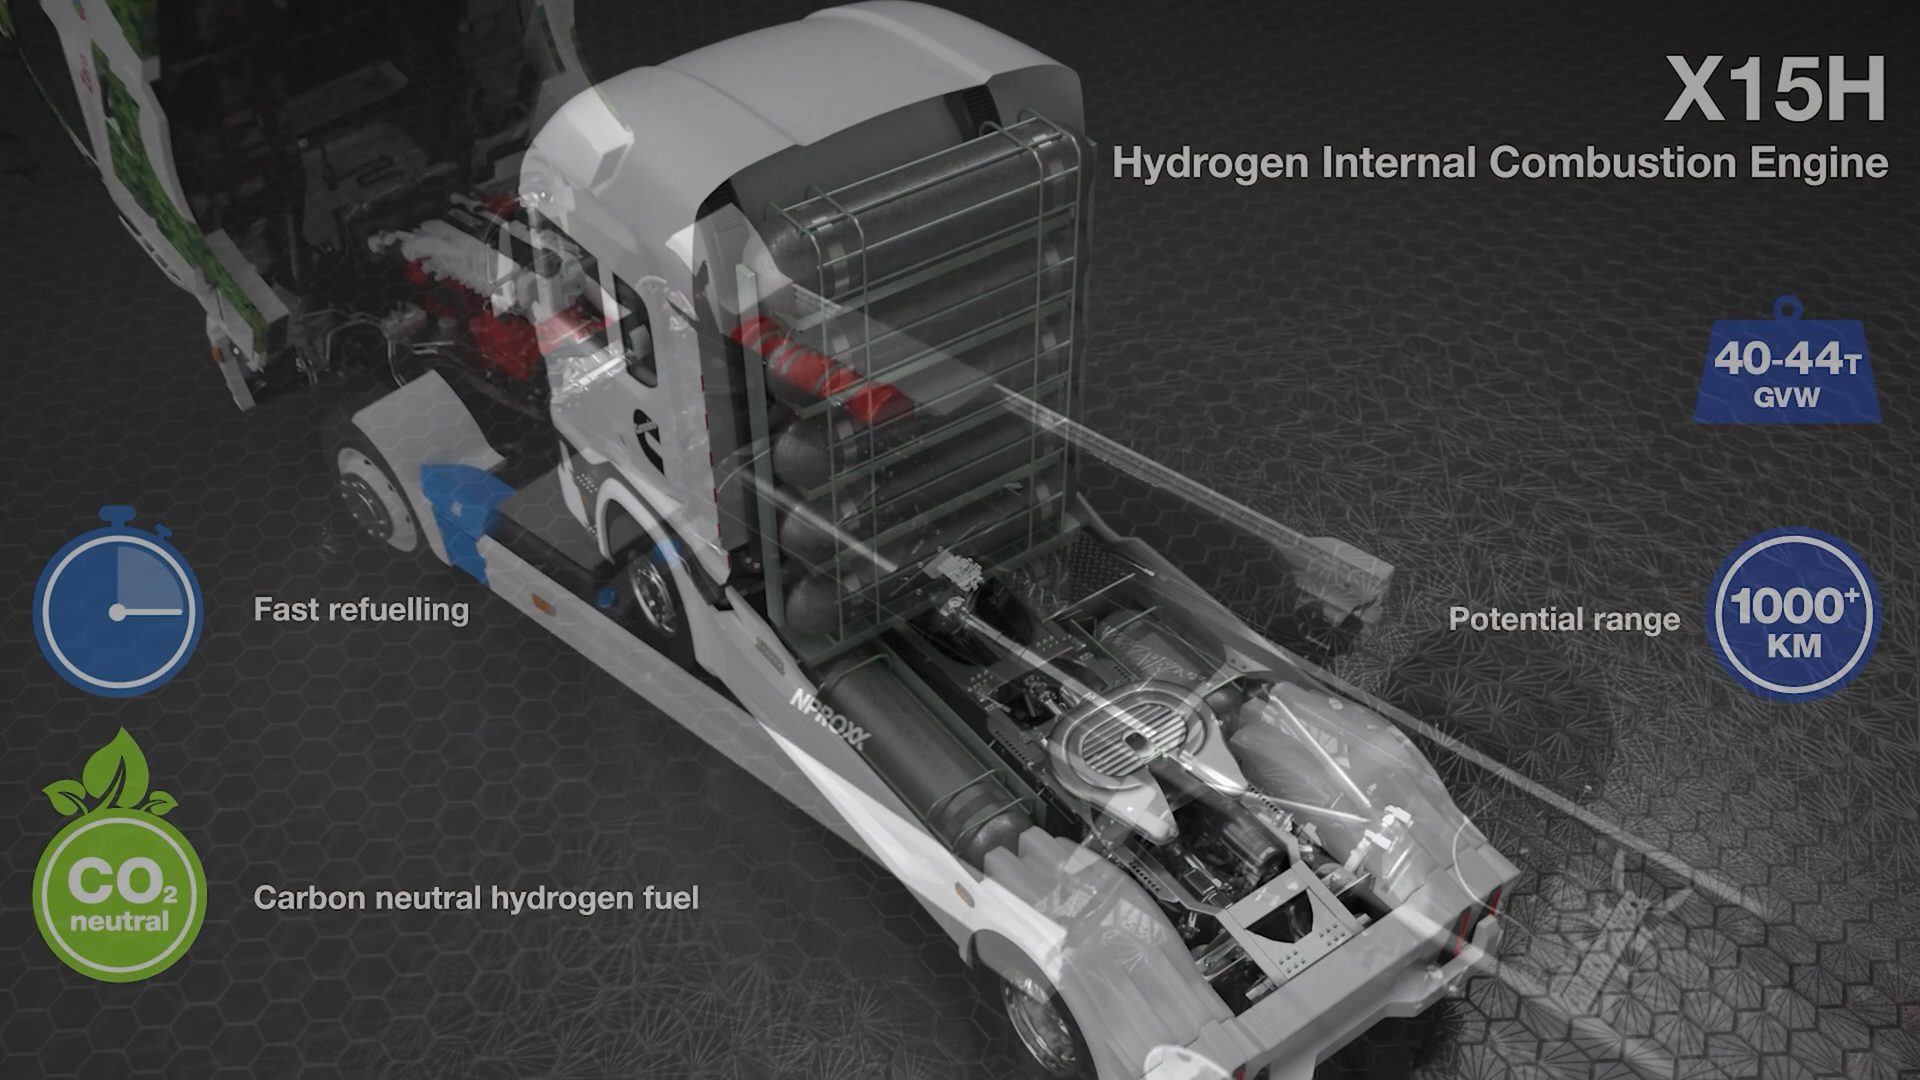 X15H
Hydrogen Internal Combustion Engine
40-44T
GVW
Fast refuelling
Potential range
1000+
KM
NPROXX
CO2
neutral
Carbon neutral hydrogen fuel